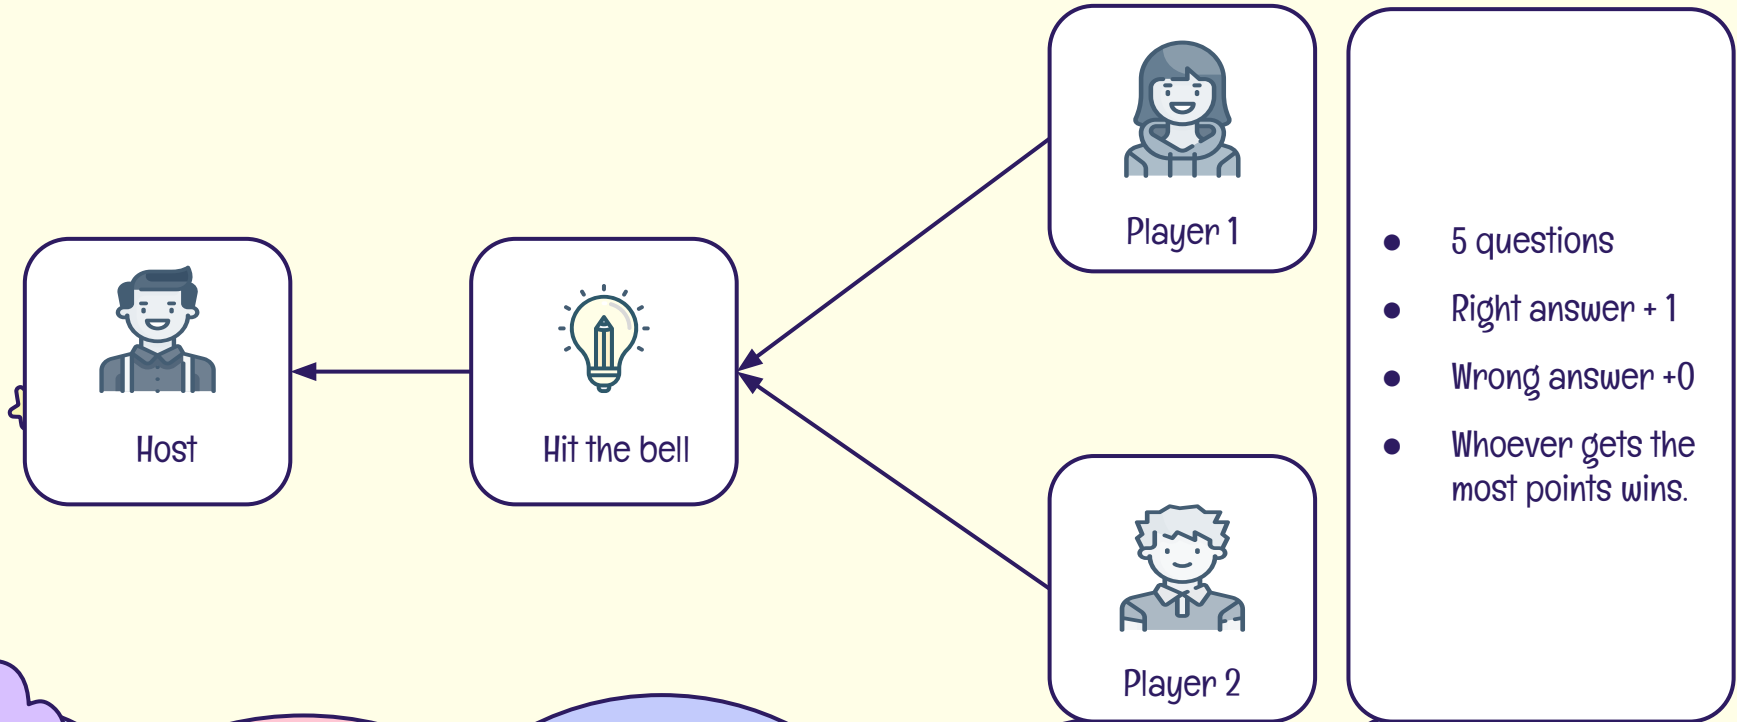 Player 1
Host
Hit the bell
Player 2
● 5 questions
● Right answer + 1
● Wrong answer +0
● Whoever gets the
most points wins.